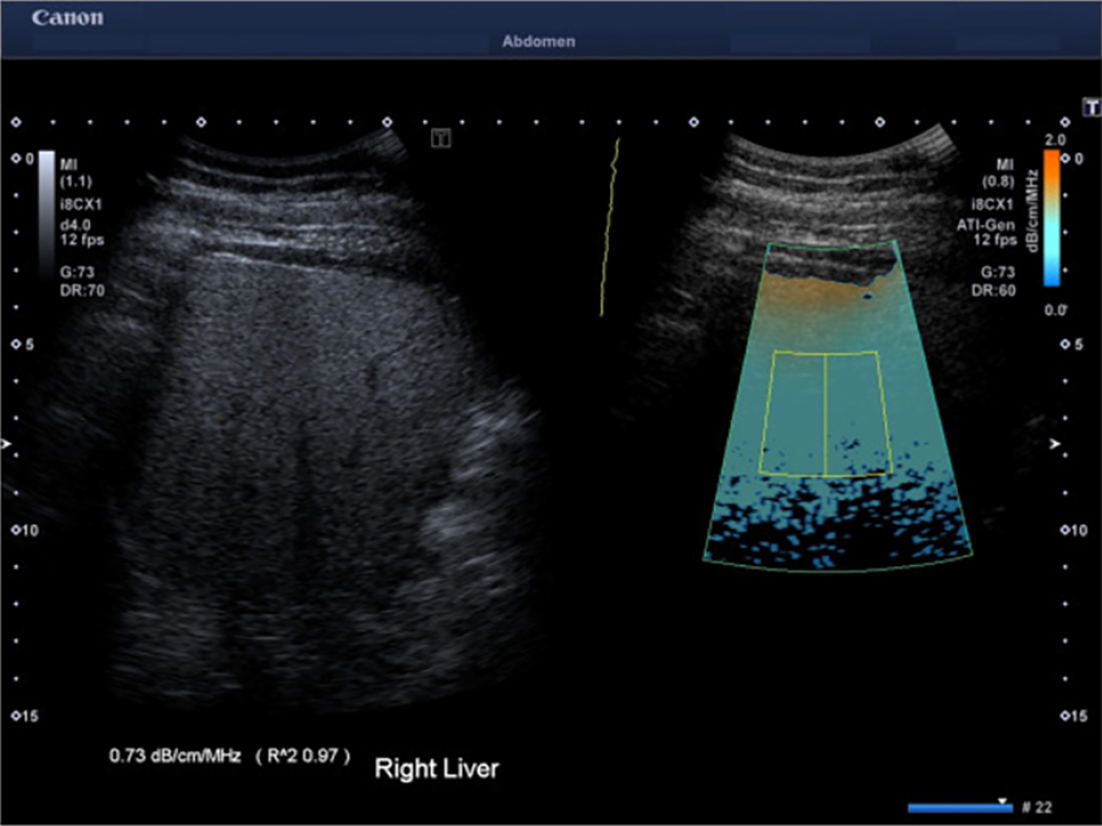 Canon
Abdomen
T
T
0
MI
(1.1)
i8CX1
d4.0
12 fps
G:73
DR:70
5
10
15
MI
(0.8)
i8CX1
ATI-Gen
12 fps
G:73
DR:60
2.0
dB/cm/MHz
0.0
0
5
10
15
0.73 dB/cm/MHz ( R^2 0.97 )
Right Liver
# 22